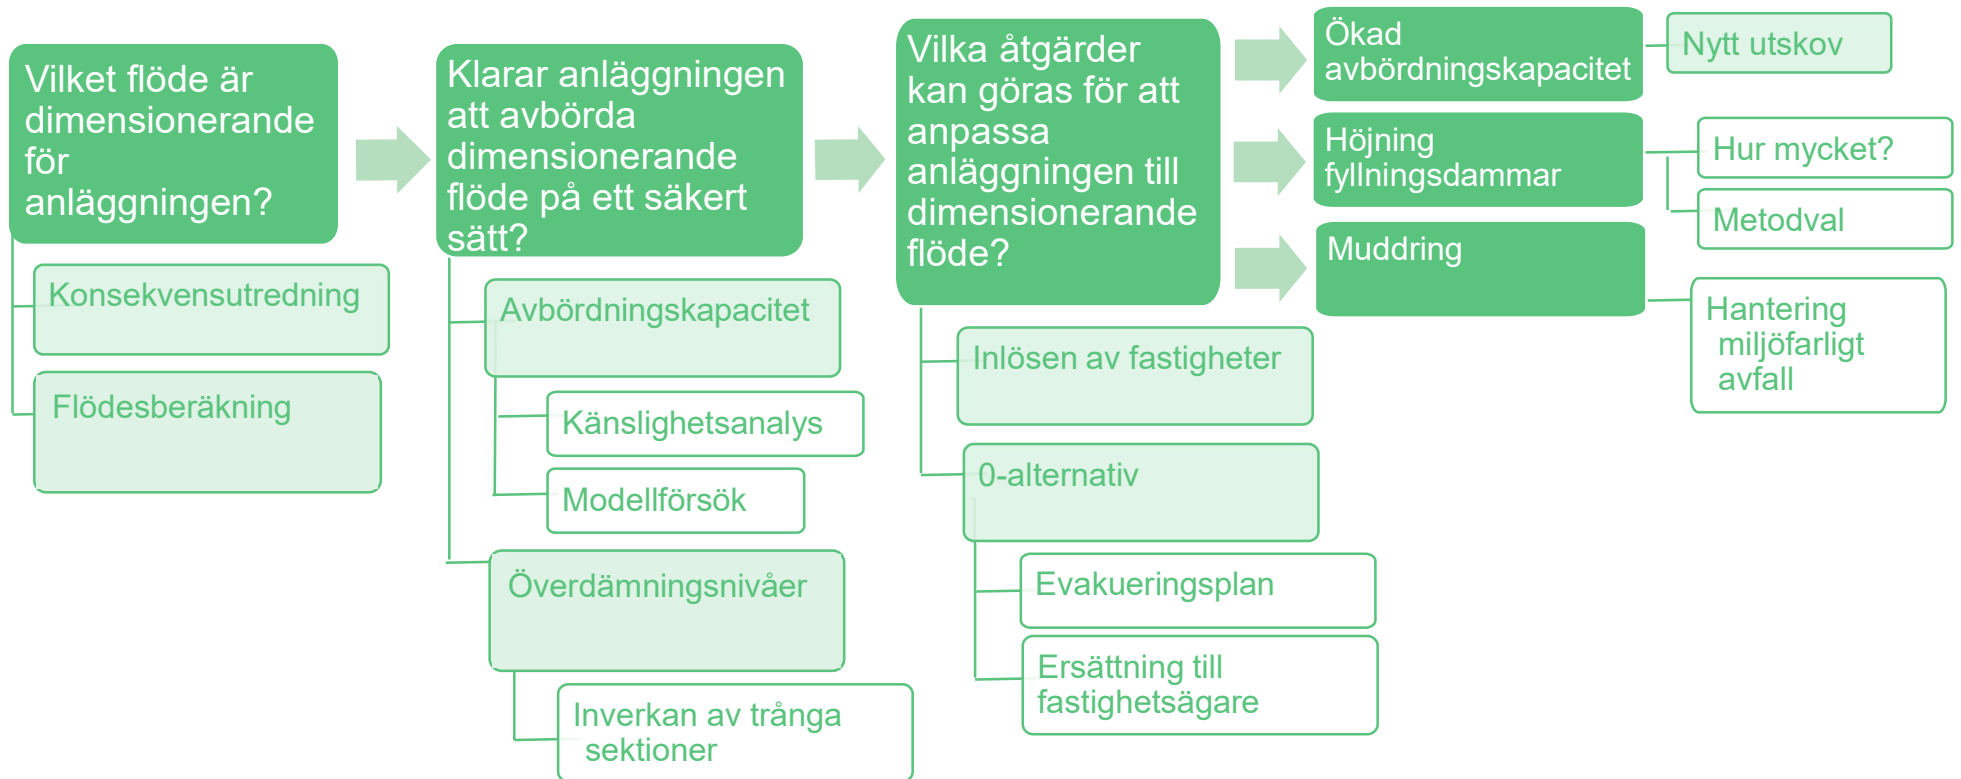 Vilket flöde är
dimensionerande
för
anläggningen?
Konsekvensutredning
Flödesberäkning
Klarar anläggningen
att avbörda
dimensionerande
flöde på ett säkert
sätt?
Avbördningskapacitet
Känslighetsanalys
Modellförsök
Överdämningsnivåer
Inverkan av trånga
sektioner
Vilka åtgärder
kan göras för att
anpassa
anläggningen till
dimensionerande
flöde?
Inlösen av fastigheter
0-alternativ
Evakueringsplan
Ersättning till
fastighetsägare
Ökad
avbördningskapacitet
Nytt utskov
Höjning
fyllningsdammar
Hur mycket?
Metodval
Muddring
Hantering
miljöfarligt
avfall